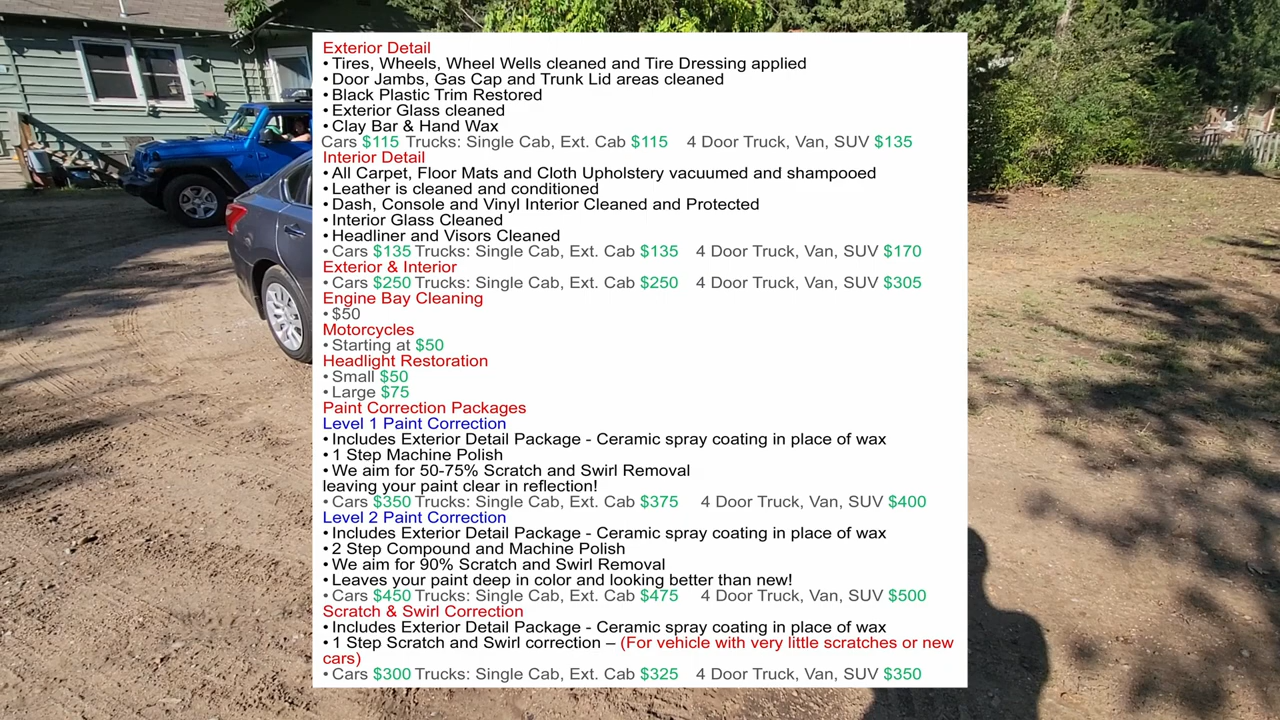 Exterior Detail
• Tires, Wheels, Wheel Wells cleaned and Tire Dressing applied
• Door Jambs, Gas Cap and Trunk Lid areas cleaned
• Black Plastic Trim Restored
• Exterior Glass cleaned
• Clay Bar & Hand Wax
Cars $115 Trucks: Single Cab, Ext. Cab $115 4 Door Truck, Van, SUV $135
Interior Detail
• All Carpet, Floor Mats and Cloth Upholstery vacuumed and shampooed
• Leather is cleaned and conditioned
• Dash, Console and Vinyl Interior Cleaned and Protected
• Interior Glass Cleaned
• Headliner and Visors Cleaned
• Cars $135 Trucks: Single Cab, Ext. Cab $135 4 Door Truck, Van, SUV $170
Exterior & Interior
• Cars $250 Trucks: Single Cab, Ext. Cab $250 4 Door Truck, Van, SUV $305
Engine Bay Cleaning
• $50
Motorcycles
• Starting at $50
Headlight Restoration
• Small $50
• Large $75
Paint Correction Packages
Level 1 Paint Correction
• Includes Exterior Detail Package - Ceramic spray coating in place of wax
• 1 Step Machine Polish
• We aim for 50-75% Scratch and Swirl Removal
leaving your paint clear in reflection!
• Cars $350 Trucks: Single Cab, Ext. Cab $375 4 Door Truck, Van, SUV $400
Level 2 Paint Correction
• Includes Exterior Detail Package - Ceramic spray coating in place of wax
• 2 Step Compound and Machine Polish
• We aim for 90% Scratch and Swirl Removal
• Leaves your paint deep in color and looking better than new!
• Cars $450 Trucks: Single Cab, Ext. Cab $475 4 Door Truck, Van, SUV $500
Scratch & Swirl Correction
• Includes Exterior Detail Package - Ceramic spray coating in place of wax
• 1 Step Scratch and Swirl correction – (For vehicle with very little scratches or new
cars)
• Cars $300 Trucks: Single Cab, Ext. Cab $325 4 Door Truck, Van, SUV $350